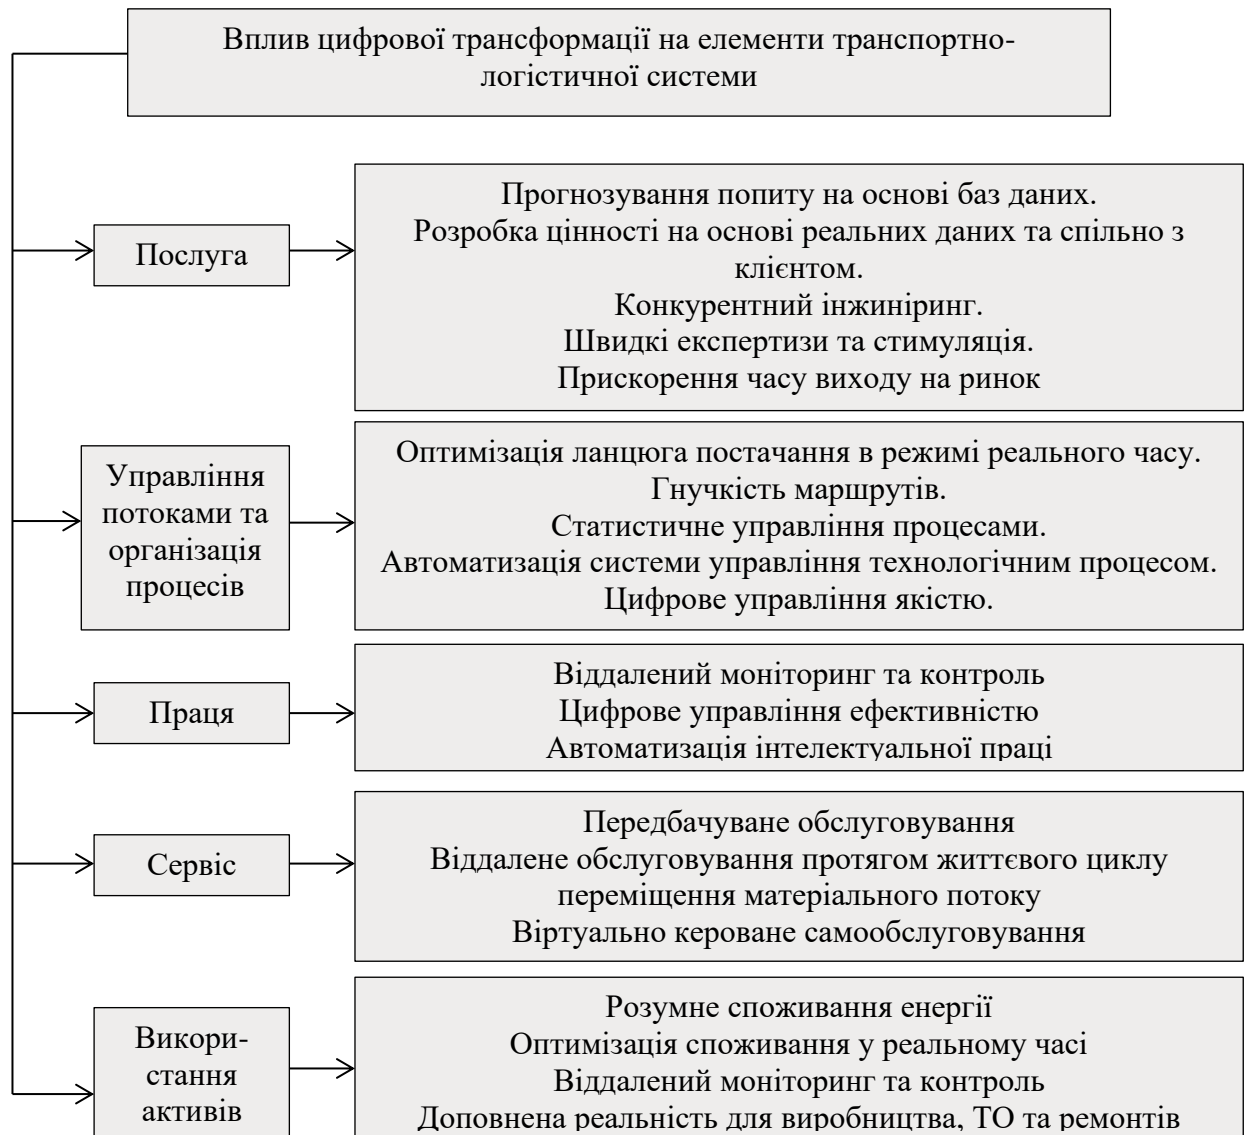 Вплив цифрової трансформації на елементи транспортно-
логістичної системи
Послуга
Прогнозування попиту на основі баз даних.
Розробка цінності на основі реальних даних та спільно з
клієнтом.
Конкурентний інжиніринг.
Швидкі експертизи та стимуляція.
Прискорення часу виходу на ринок
Управління
потоками та
організація
процесів
Оптимізація ланцюга постачання в режимі реального часу.
Гнучкість маршрутів.
Статистичне управління процесами.
Автоматизація системи управління технологічним процесом.
Цифрове управління якістю.
Праця
Віддалений моніторинг та контроль
Цифрове управління ефективністю
Автоматизація інтелектуальної праці
Сервіс
Передбачуване обслуговування
Віддалене обслуговування протягом життєвого циклу
переміщення матеріального потоку
Віртуально кероване самообслуговування
Викори-
стання
активів
Розумне споживання енергії
Оптимізація споживання у реальному часі
Віддалений моніторинг та контроль
Доповнена реальність для виробництва, ТО та ремонтів